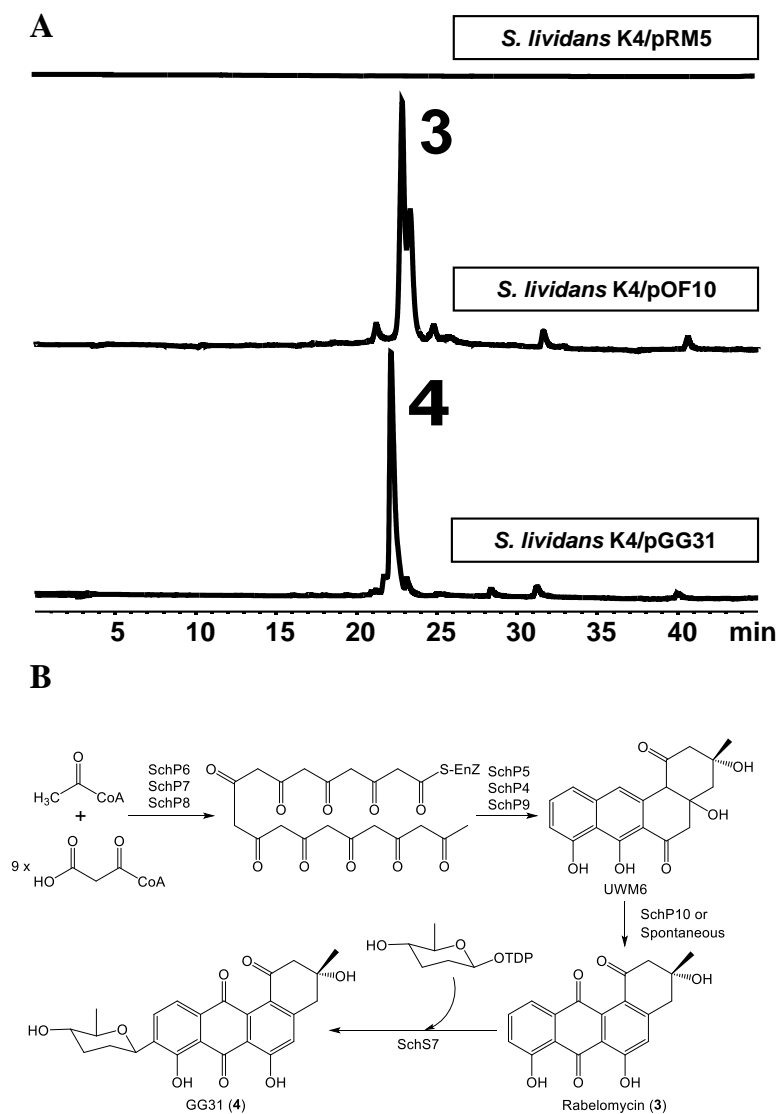 A
S. lividans K4/pRM5
3
S. lividans K4/pOF10
4
S. lividans K4/pGG31
5 10 15 20 25 30 35 40 min
B
O
H3C CoA
+
9 x
O O
HO CoA
SchP6
SchP7
SchP8
O S-EnZ
O O O O
O O O O O
SchP5
SchP4
SchP9
O
OH
OH
OH OH O
UWM6
SchP10 or
Spontaneous
HO O OTDP
SchS7
O O OH
O
OH O OH
Rabelomycin (3)
O O OH
HO O
OH O OH
GG31 (4)